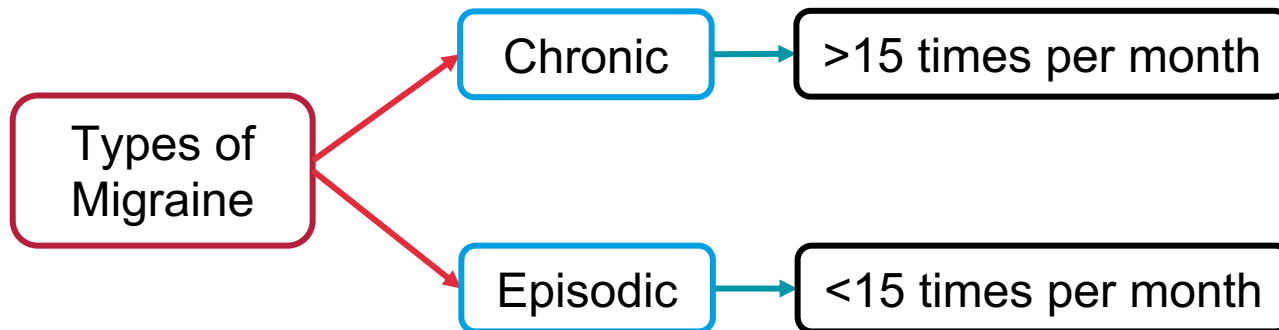 Types of
Migraine
Chronic
>15 times per month
Episodic
<15 times per month